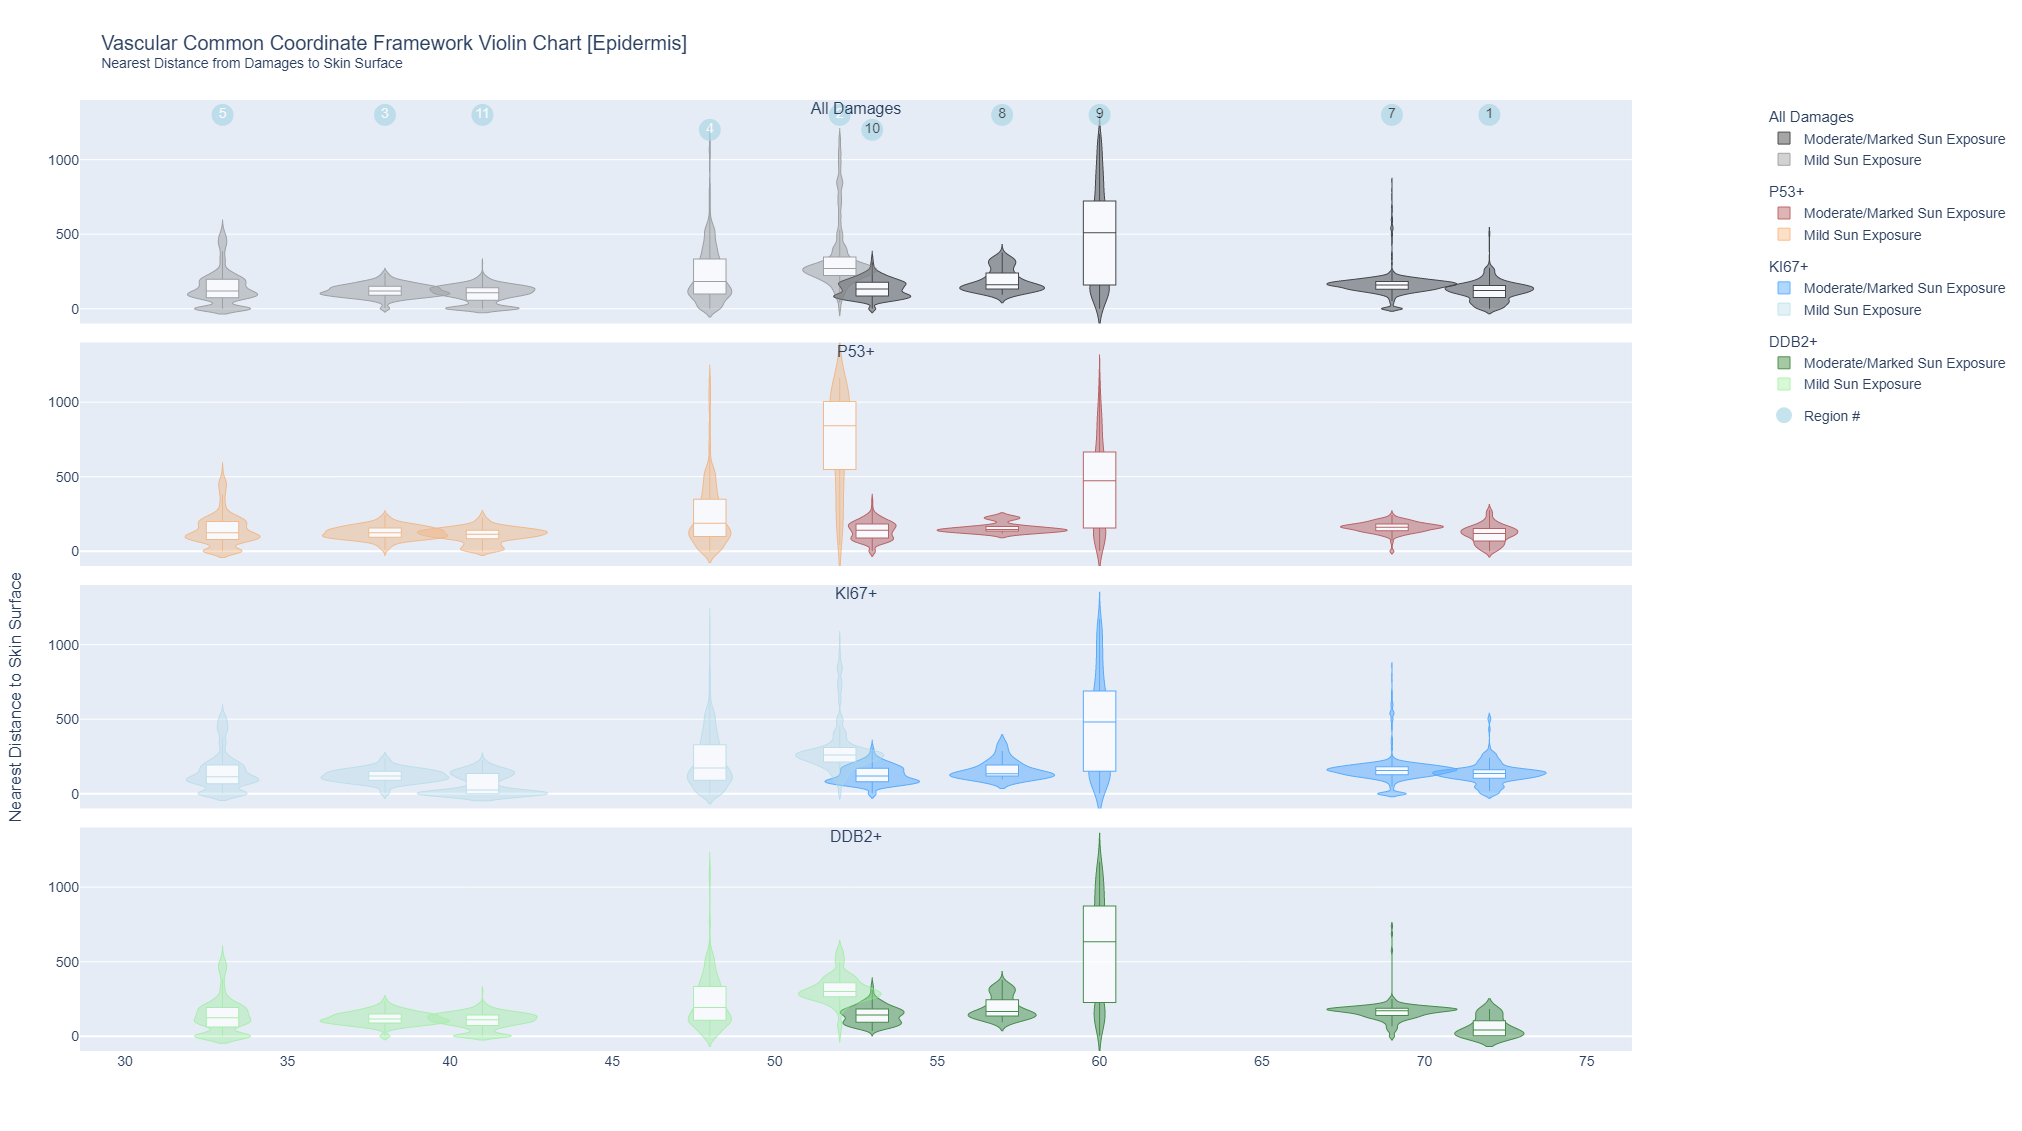 Vascular Common Coordinate Framework Violin Chart [Epidermis]
Nearest Distance from Damages to Skin Surface
All Damages
5
3
11
4
2
10
8
9
7
1
1000
500
0
P53+
1000
500
0
KI67+
1000
500
0
DDB2+
1000
500
0
30
35
40
45
50
55
60
65
70
75
Nearest Distance to Skin Surface
All Damages
Moderate/Marked Sun Exposure
Mild Sun Exposure
P53+
Moderate/Marked Sun Exposure
Mild Sun Exposure
KI67+
Moderate/Marked Sun Exposure
Mild Sun Exposure
DDB2+
Moderate/Marked Sun Exposure
Mild Sun Exposure
Region #